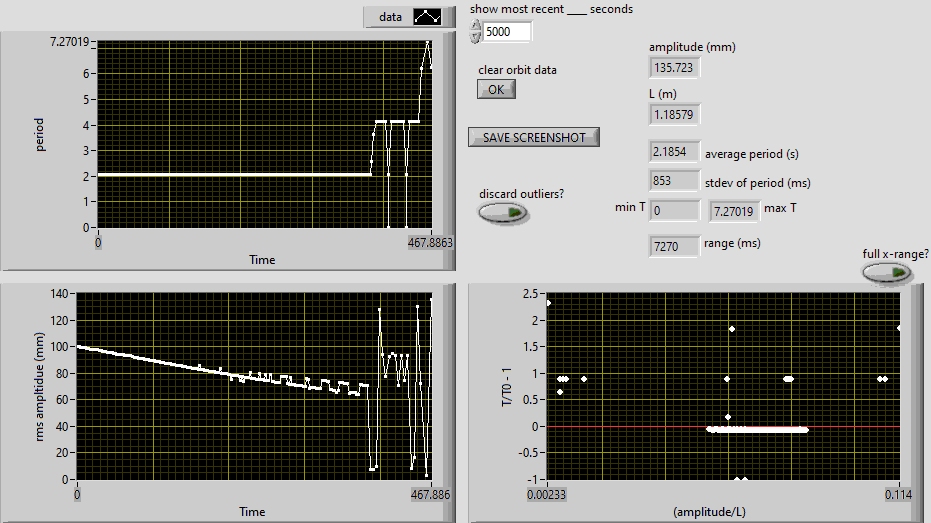 data
7.27019
6
5
4
3
2
1
0
period
0
467.8863
Time
show most recent ____ seconds
5000
clear orbit data
OK
SAVE SCREENSHOT
discard outliers?
amplitude (mm)
135.723
L (m)
1.18579
2.1854 average period (s)
853 stdev of period (ms)
min T 0 7.27019 max T
7270 range (ms)
full x-range?
140
120
100
80
60
40
20
0
rms ampltidue (mm)
0
467.886
Time
2.5
2
1.5
1
0.5
0
-0.5
-1
T/T0 - 1
0.00233
0.114
(amplitude/L)